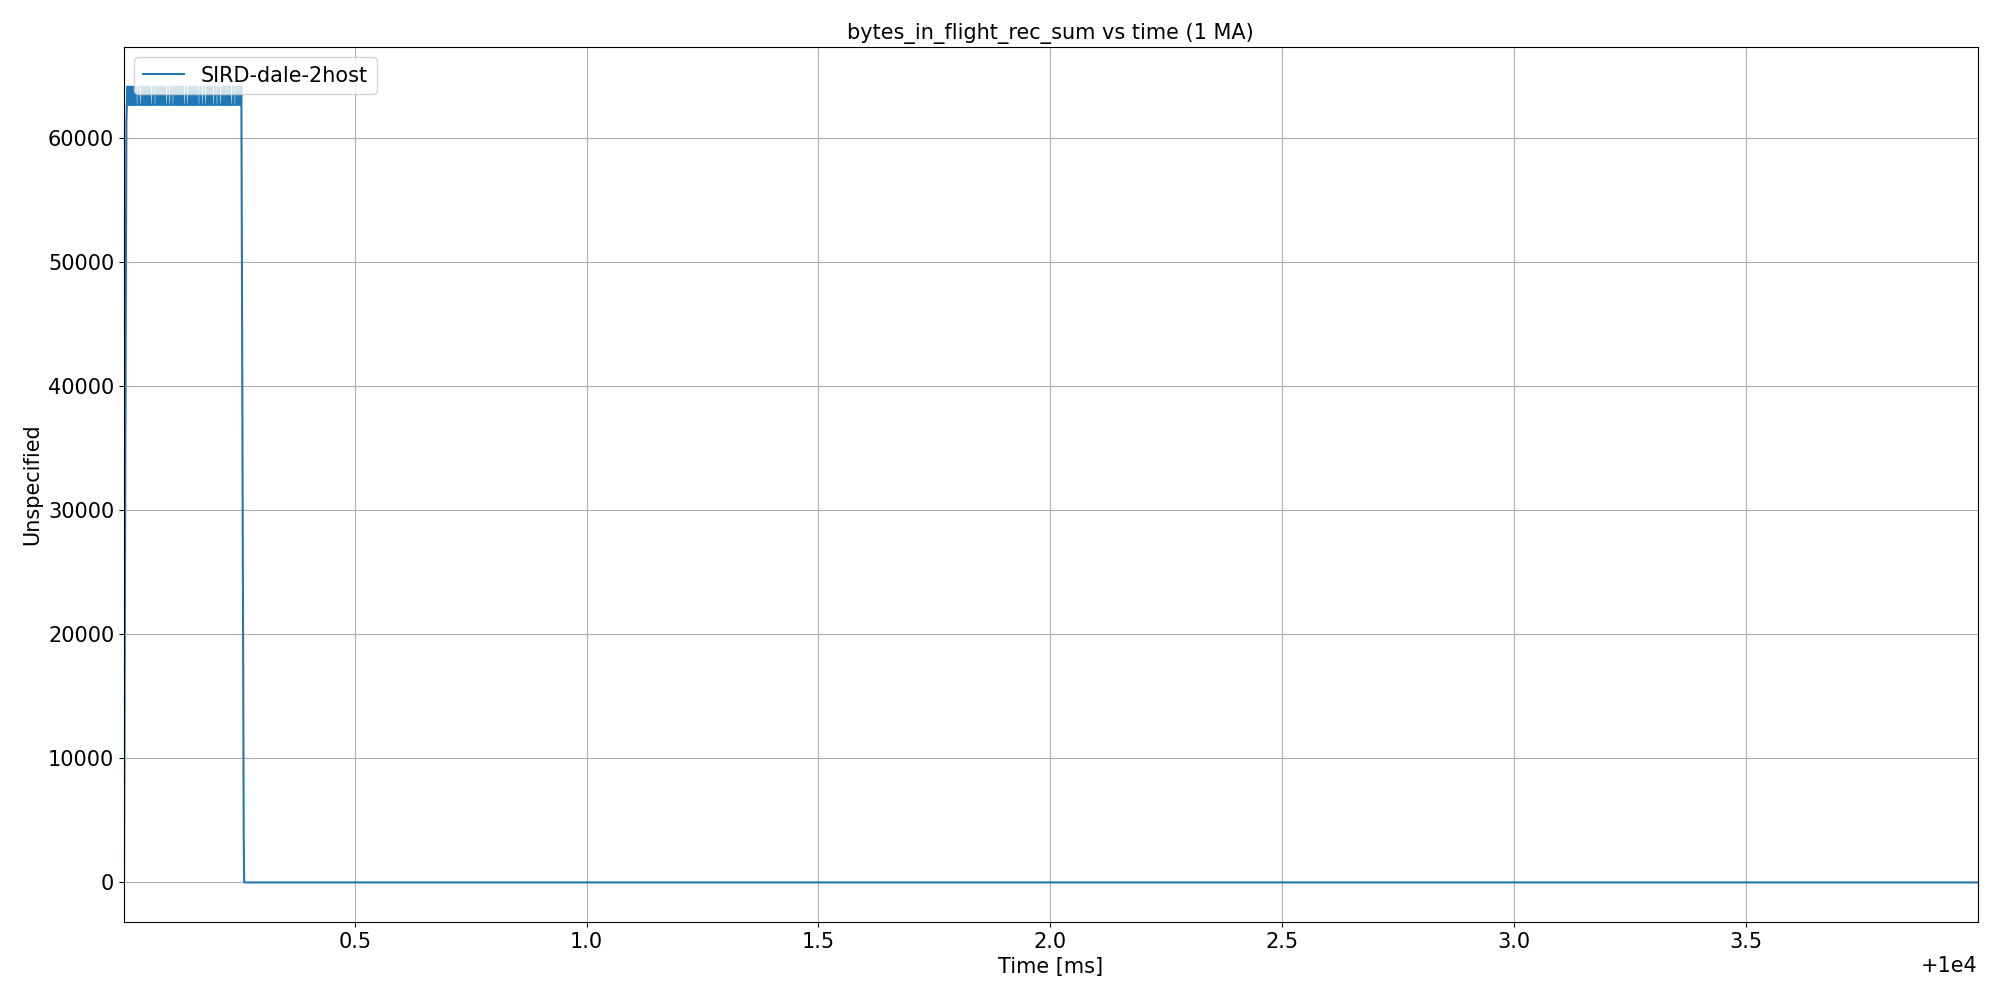 bytes_in_flight_rec_sum vs time (1 MA)
SIRD-dale-2host
60000
50000
40000
30000
20000
10000
0
Unspecified
0.5 1.0 1.5 2.0 2.5 3.0 3.5
Time [ms]
+1e4